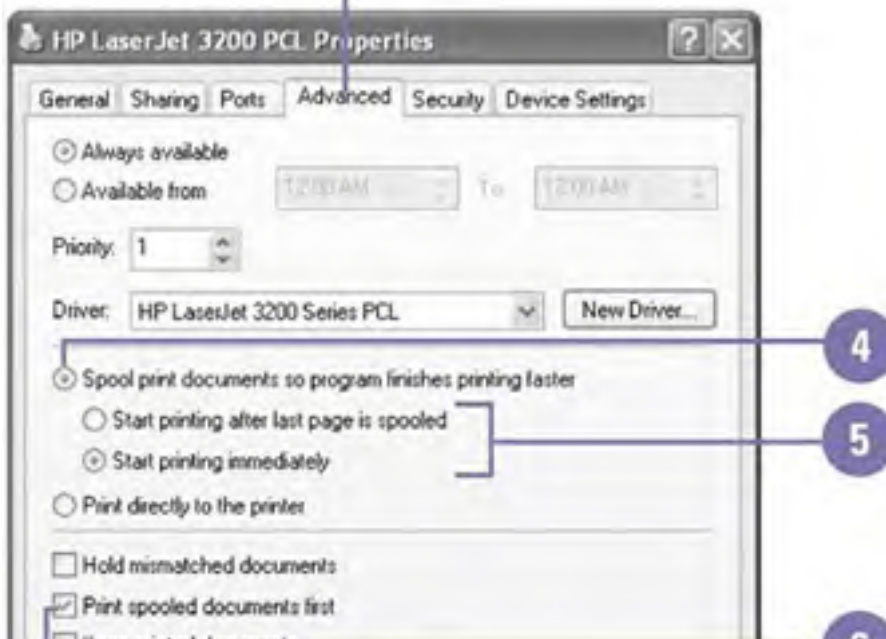 HP LaserJet 3200 PCL Properties
General Sharing Ports Advanced Security Device Settings
Always available
Available from 12:00 AM To 12:00 AM
Priority: 1
Driver: HP LaserJet 3200 Series PCL New Driver...
4
Spool print documents so program finishes printing faster
Start printing after last page is spooled
5
Start printing immediately
Print directly to the printer
Hold mismatched documents
Print spooled documents first